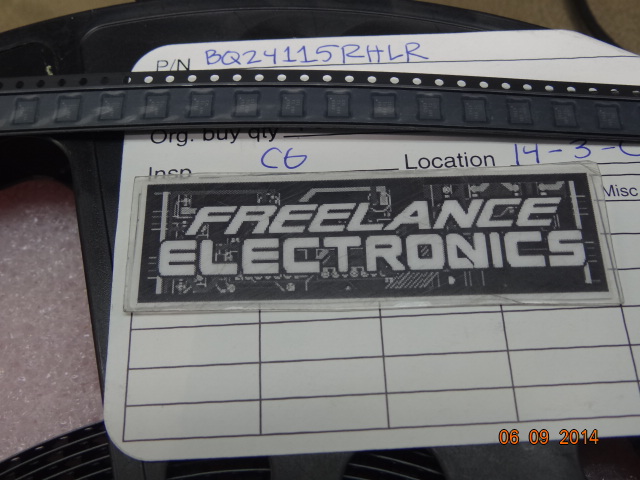 P/N BQ24115RHLR
Org. buy qty
Insp CG Location 14-3-C
Misc
FREELANCE
ELECTRONICS
06 09 2014